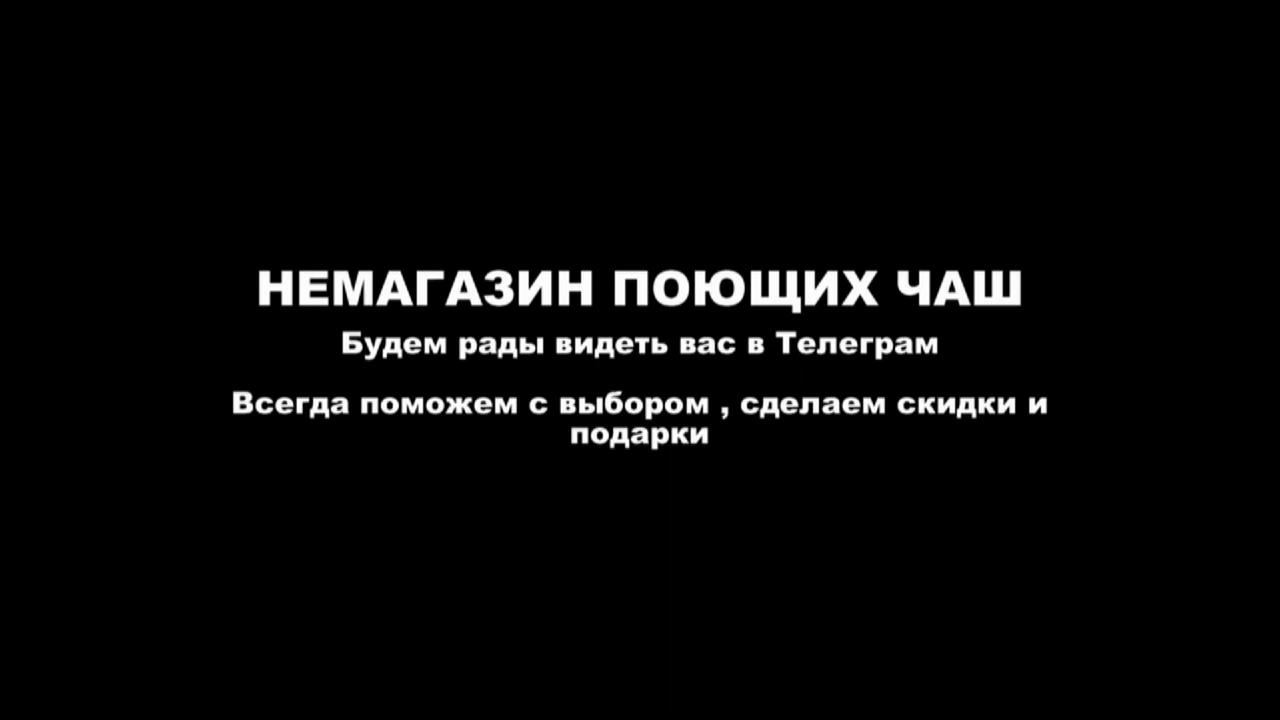 НЕМАГАЗИН ПОЮЩИХ ЧАШ
Будем рады видеть вас в Телеграм
Всегда поможем с выбором , сделаем скидки и
подарки